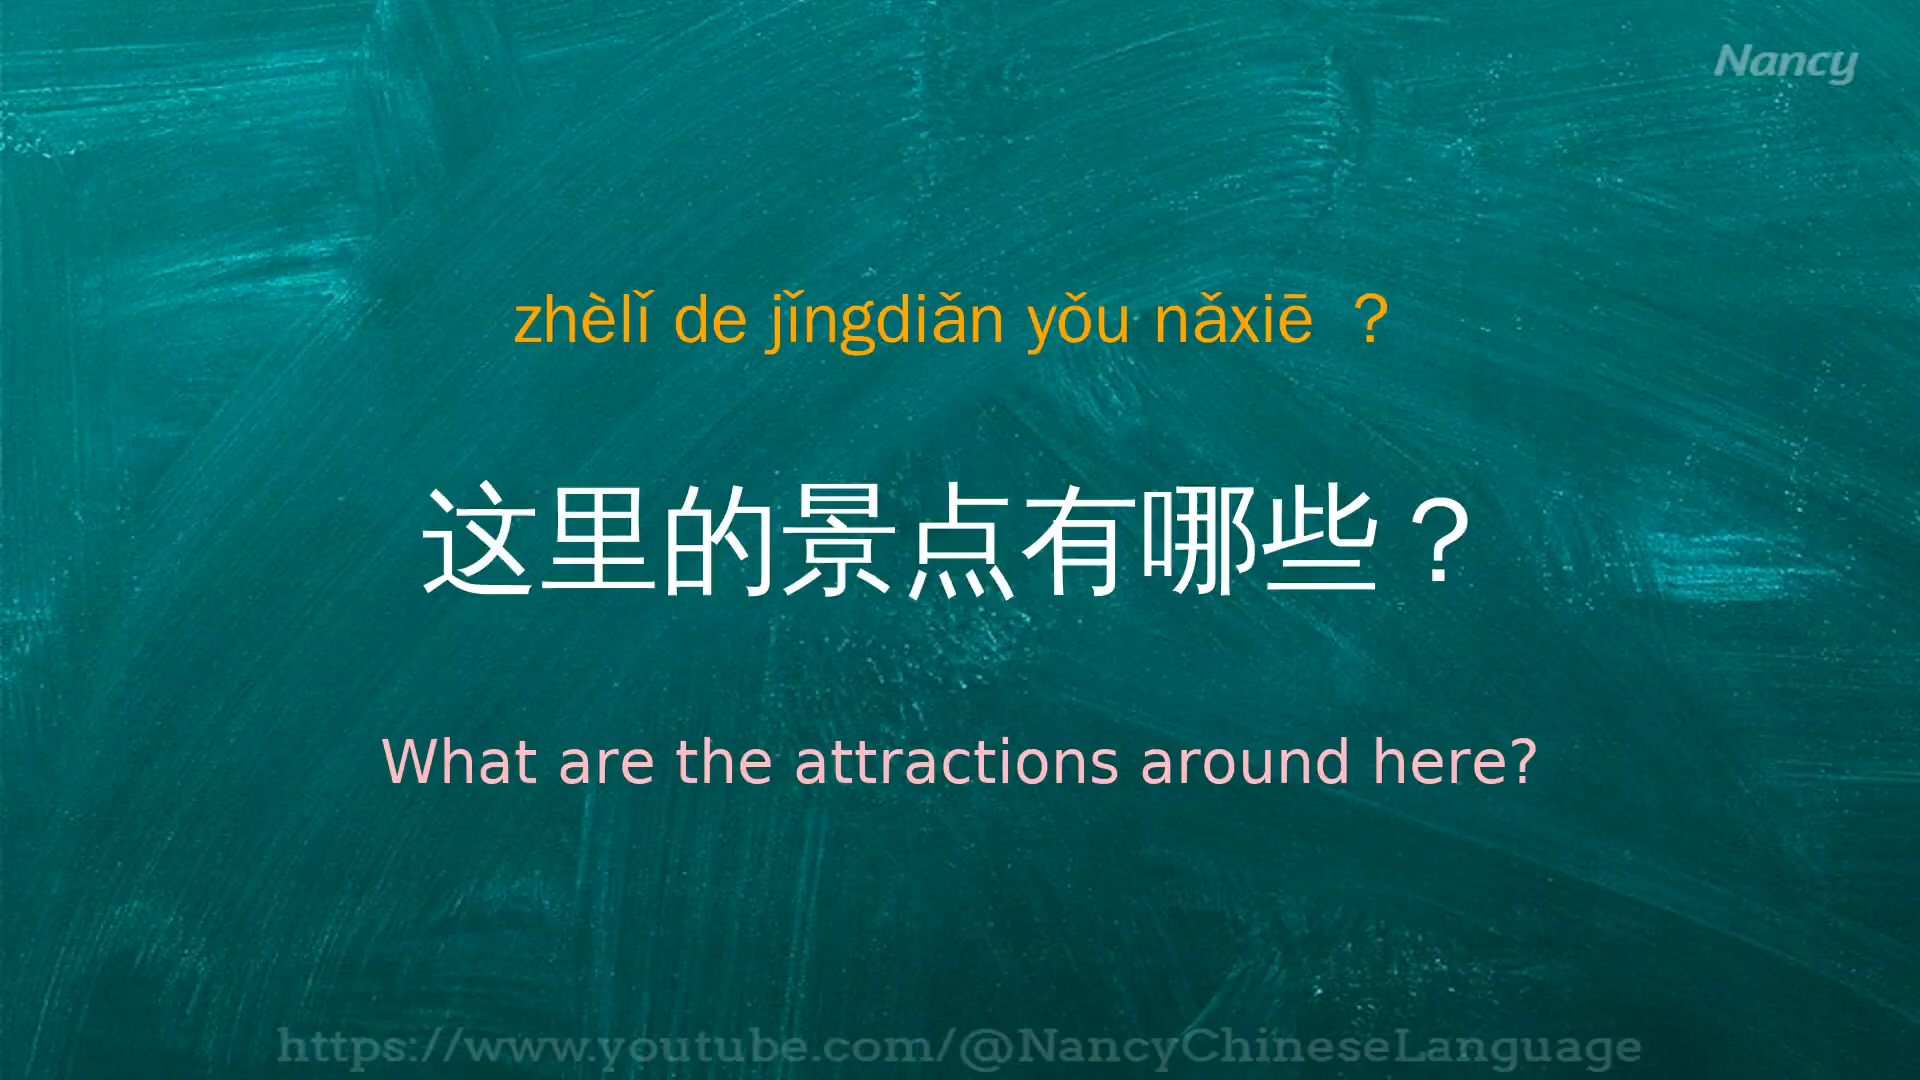 Nancy
zhèlǐ de jǐngdiǎn yǒu nǎxiē ？
这里的景点有哪些？
What are the attractions around here?
https://www.youtube.com/@NancyChineseLanguage